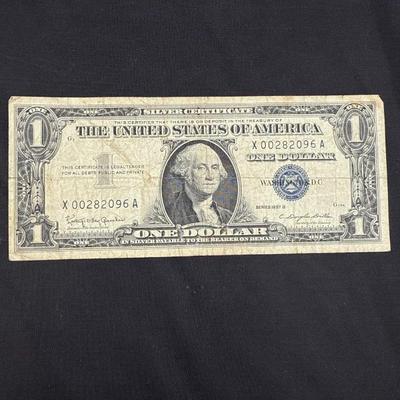 SILVER CERTIFICATE
THIS CERTIFIES THAT THERE IS ON DEPOSIT IN THE TREASURY OF
THE UNITED STATES OF AMERICA
1
1
X 00282096 A
ONE DOLLAR
THIS CERTIFICATE IS LEGAL TENDER
FOR ALL DEBTS PUBLIC AND PRIVATE
WASHINGTON, D.C.
X 00282096 A
SERIES 1957 B
1
1
ONE
ONE DOLLAR
ONE
IN SILVER PAYABLE TO THE BEARER ON DEMAND